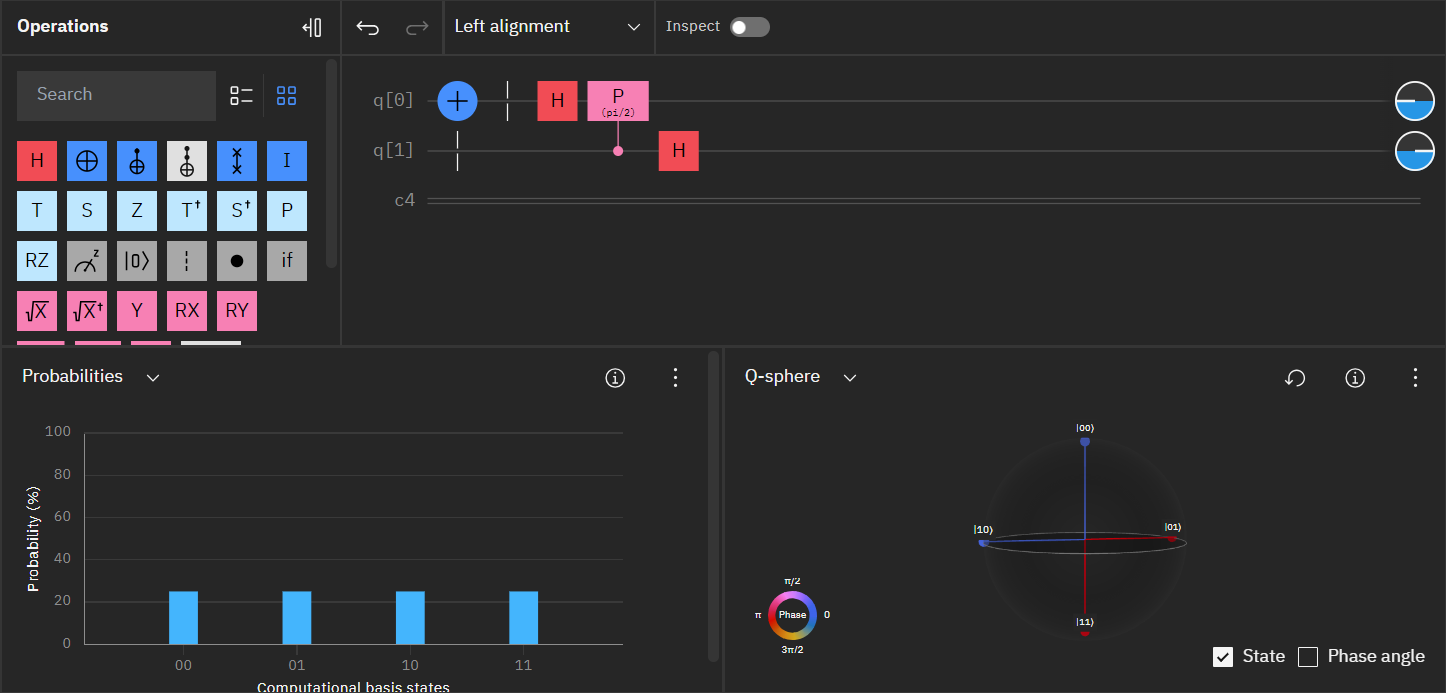 Operations
Left alignment
Inspect
Search
H I
T S Z T† S† P
RZ z |0⟩ if
√X √X† Y RX RY
q[0] H P
(pi/2)
q[1] H
c4
Probabilities
100
80
60
40
20
0
Probability (%)
00 01 10 11
Computational basis states
Q-sphere
|00⟩
|10⟩ |01⟩
|11⟩
π/2
π Phase 0
3π/2
State Phase angle